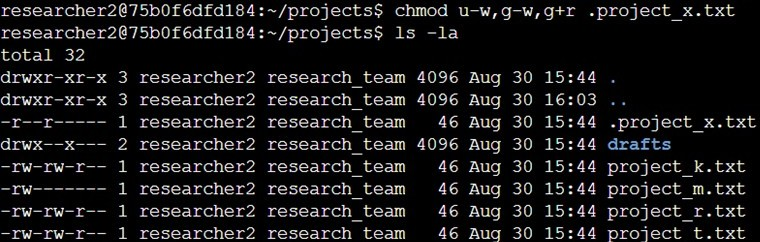 researcher2@75b0f6dfd184:~/projects$ chmod u-w,g-w,g+r .project_x.txt
researcher2@75b0f6dfd184:~/projects$ ls -la
total 32
drwxr-xr-x 3 researcher2 research_team 4096 Aug 30 15:44 .
drwxr-xr-x 3 researcher2 research_team 4096 Aug 30 16:03 ..
-r--r----- 1 researcher2 research_team   46 Aug 30 15:44 .project_x.txt
drwx--x--- 2 researcher2 research_team 4096 Aug 30 15:44 drafts
-rw-rw-r-- 1 researcher2 research_team   46 Aug 30 15:44 project_k.txt
-rw------- 1 researcher2 research_team   46 Aug 30 15:44 project_m.txt
-rw-rw-r-- 1 researcher2 research_team   46 Aug 30 15:44 project_r.txt
-rw-rw-r-- 1 researcher2 research_team   46 Aug 30 15:44 project_t.txt